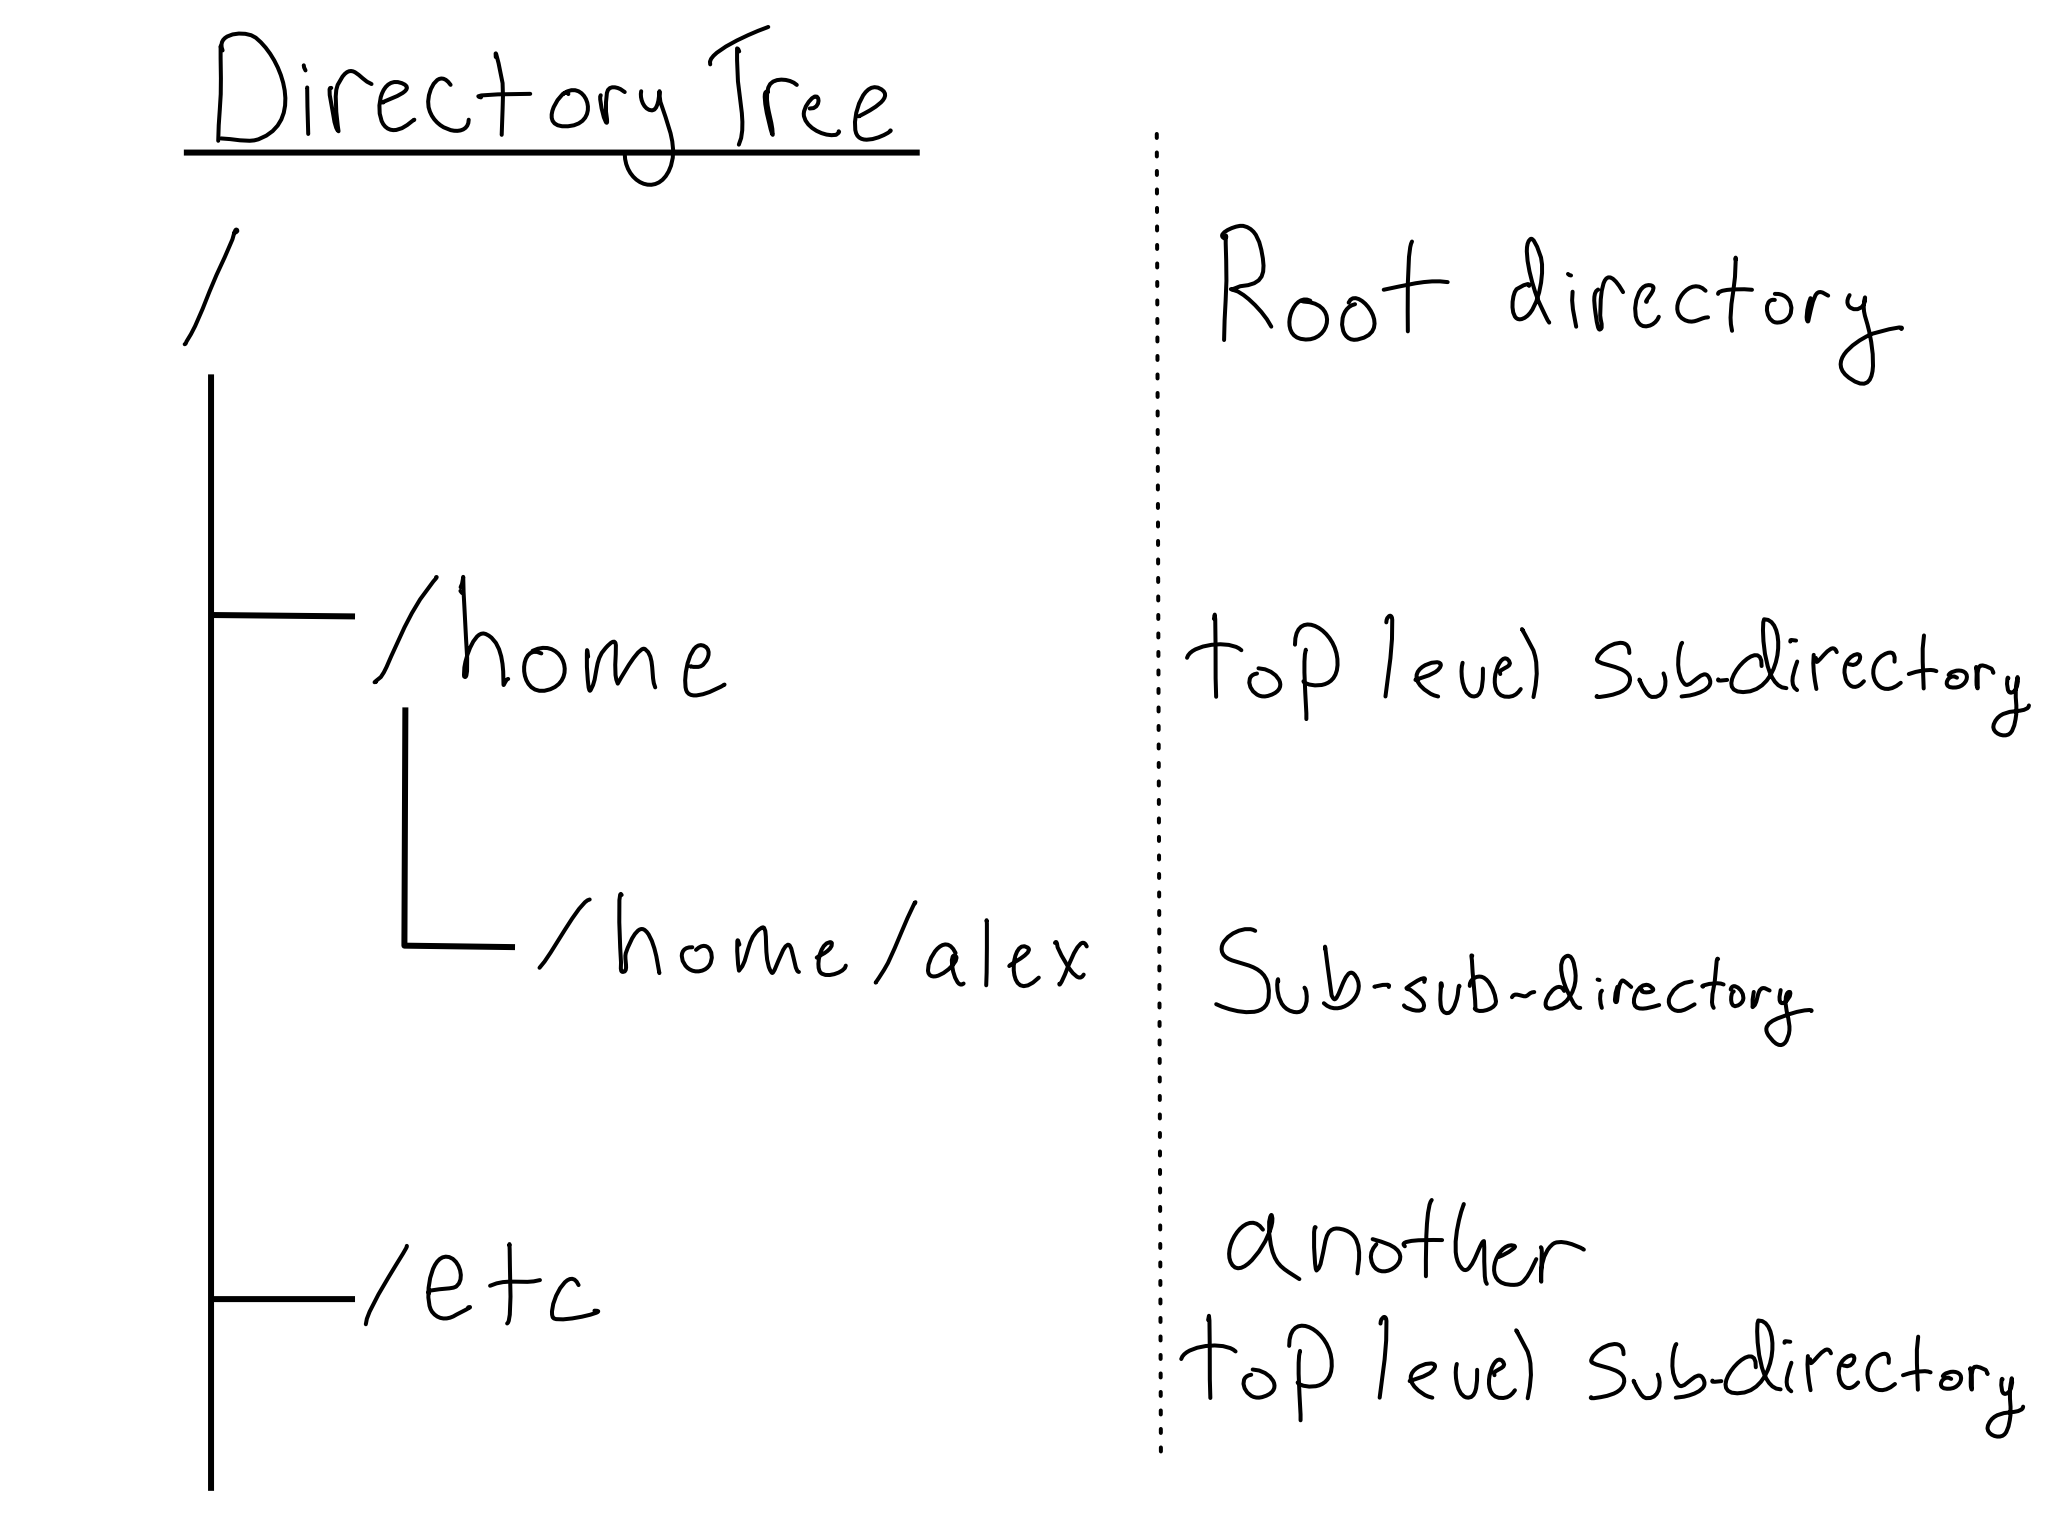 Directory Tree
/
Root directory
/home
top level sub-directory
/home/alex
Sub-sub-directory
/etc
another
top level sub-directory